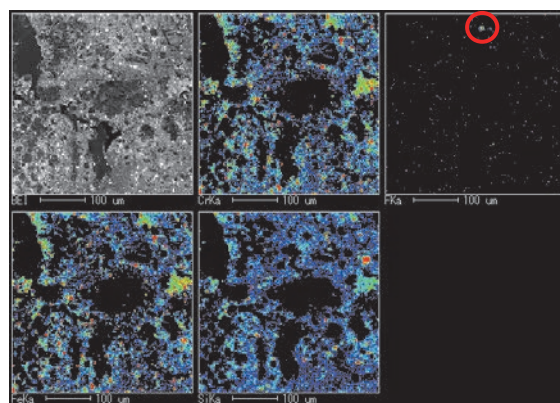 BEI 100 um
CrKa 100 um
FKa 100 um
FeKa 100 um
SiKa 100 um